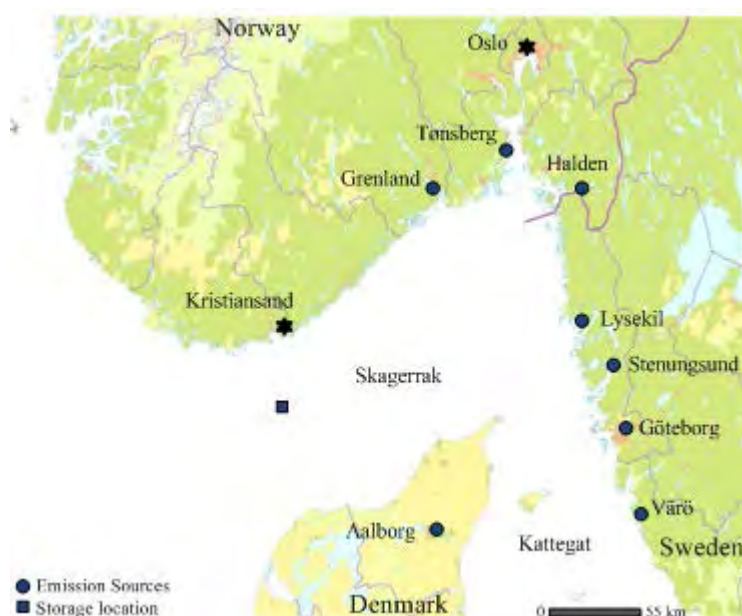 Norway
Oslo
Tønsberg
Grenland
Halden
Kristiansand
Lysekil
Skagerrak
Stenungsund
Göteborg
Värö
Aalborg
Kattegat
Sweden
Emission Sources
Storage location
Denmark
0 55 km